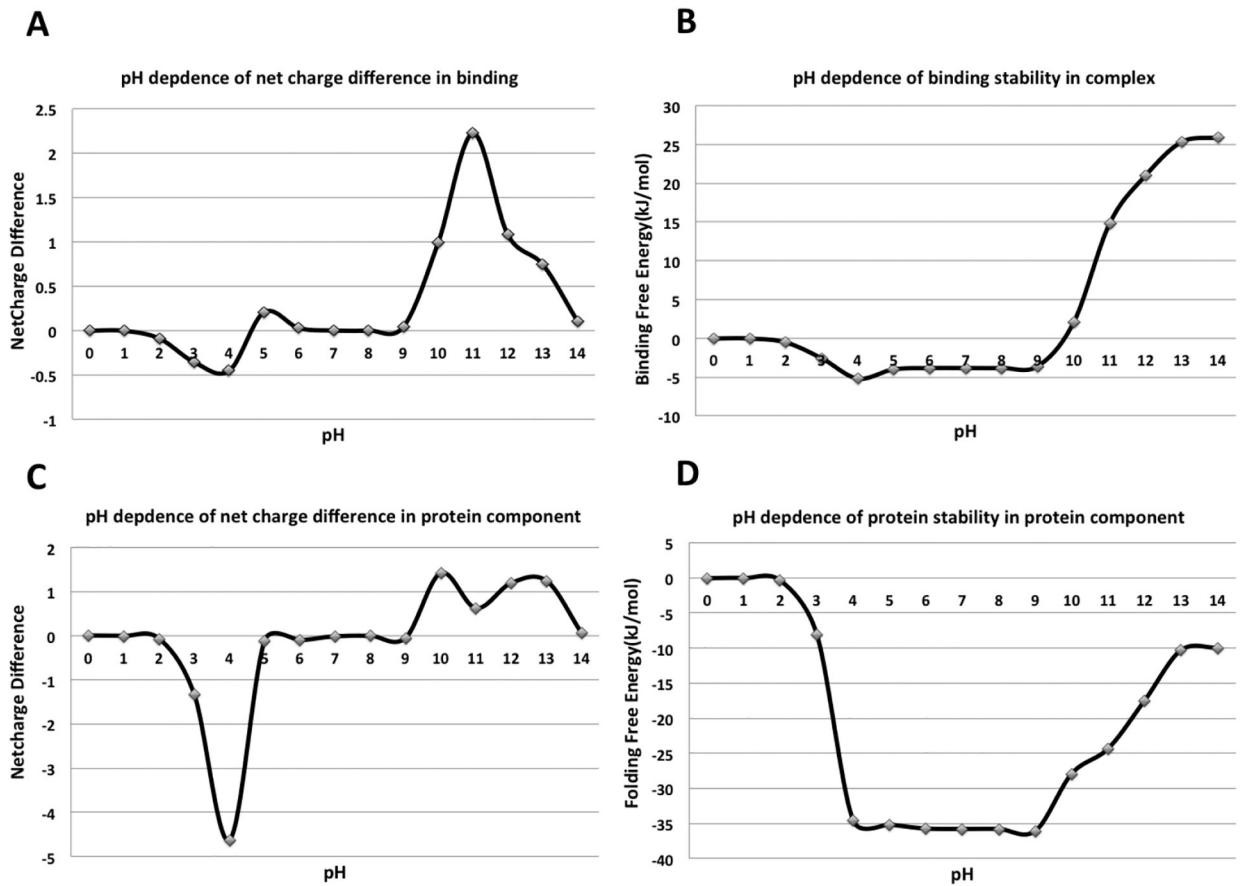 A
pH depdence of net charge difference in binding
2.5
2
1.5
1
0.5
0
-0.5
-1
0 1 2 3 4 5 6 7 8 9 10 11 12 13 14
NetCharge Difference
pH
B
pH depdence of binding stability in complex
30
25
20
15
10
5
0
-5
-10
0 1 2 3 4 5 6 7 8 9 10 11 12 13 14
Binding Free Energy(kJ/mol)
pH
C
pH depdence of net charge difference in protein component
2
1
0
-1
-2
-3
-4
-5
0 1 2 3 4 5 6 7 8 9 10 11 12 13 14
Netcharge Difference
pH
D
pH depdence of protein stability in protein component
5
0
-5
-10
-15
-20
-25
-30
-35
-40
0 1 2 3 4 5 6 7 8 9 10 11 12 13 14
Folding Free Energy(kJ/mol)
pH